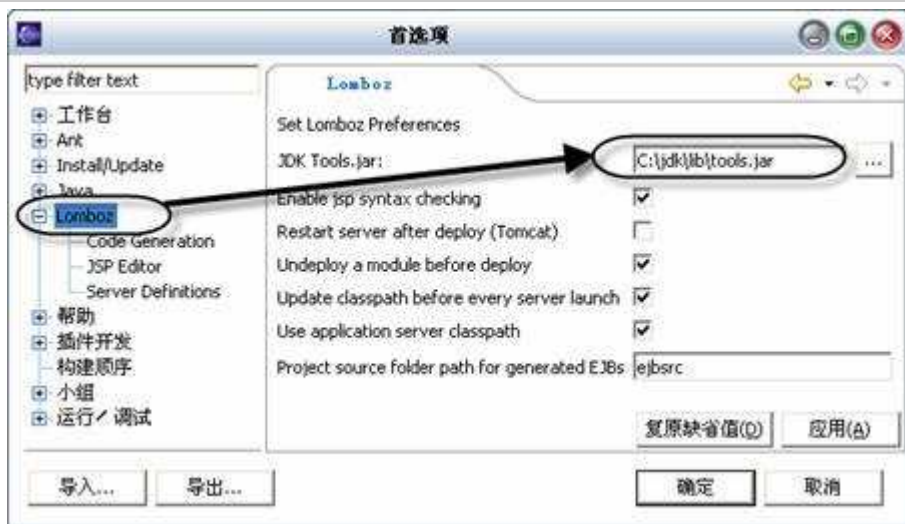 首选项
type filter text
Lomboz
工作台
Ant
Install/Update
Java
Lomboz
Code Generation
JSP Editor
Server Definitions
帮助
插件开发
构建顺序
小组
运行／调试
Set Lomboz Preferences
JDK Tools.jar:
C:\jdk\lib\tools.jar
...
Enable jsp syntax checking
Restart server after deploy (Tomcat)
Undeploy a module before deploy
Update classpath before every server launch
Use application server classpath
Project source folder path for generated EJBs
ejbsrc
复原缺省值(D)
应用(A)
导入...
导出...
确定
取消